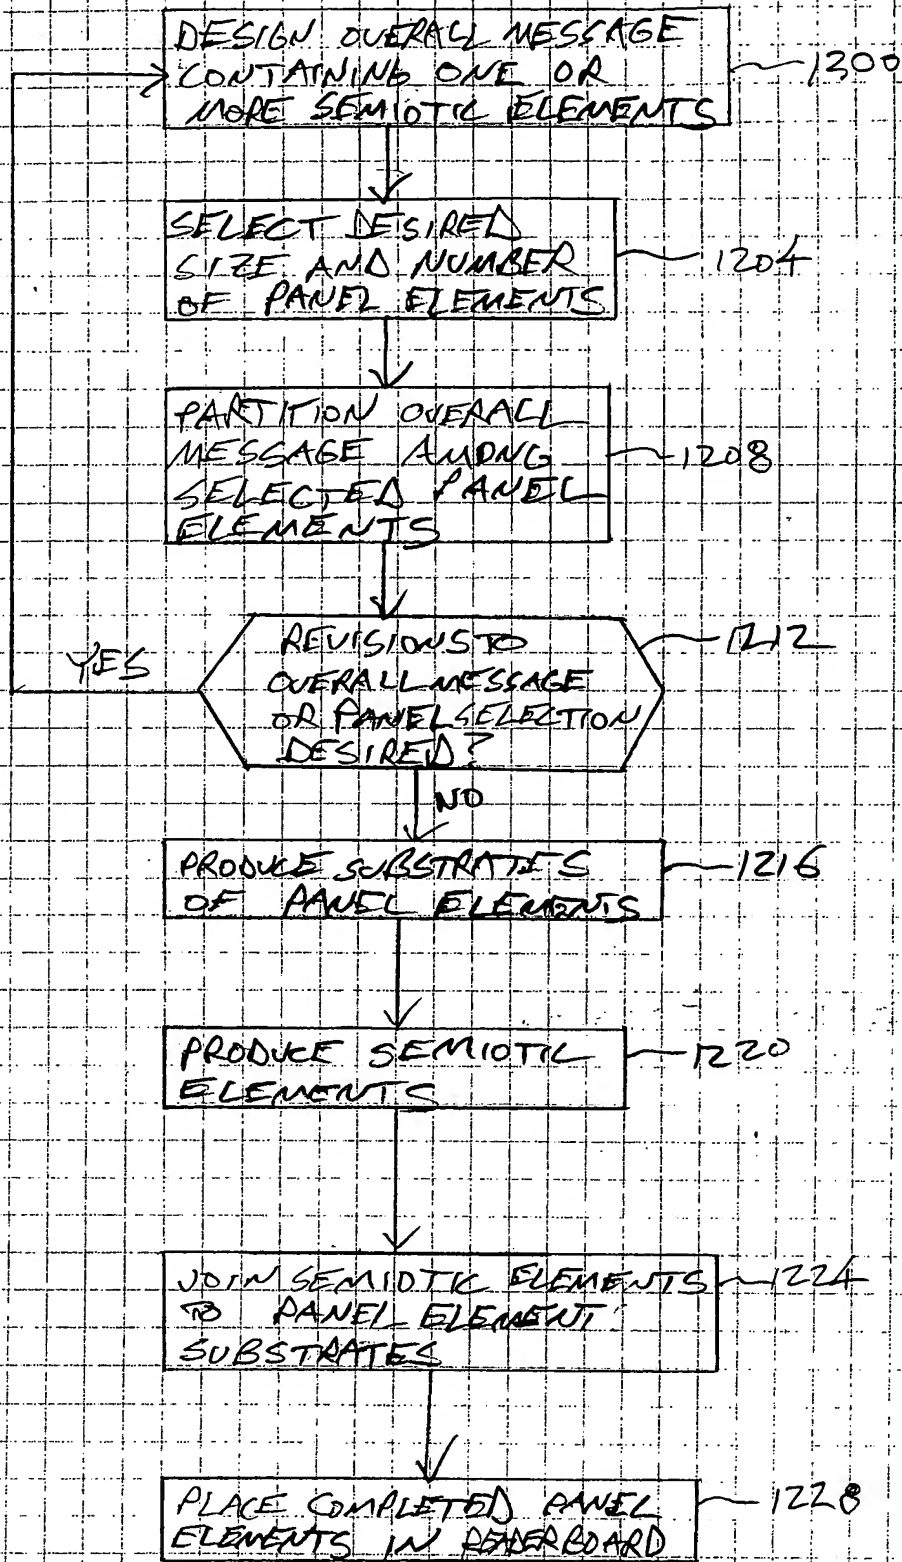 DESIGN OVERALL MESSAGE
CONTAINING ONE OR
MORE SEMIOTIC ELEMENTS
1200
SELECT DESIRED
SIZE AND NUMBER
OF PANEL ELEMENTS
1204
PARTITION OVERALL
MESSAGE AMONG
SELECTED PANEL
ELEMENTS
1208
REVISIONS TO
OVERALL MESSAGE
OR PANEL SELECTION
DESIRED?
1212
YES
NO
PRODUCE SUBSTRATES
OF PANEL ELEMENTS
1216
PRODUCE SEMIOTIC
ELEMENTS
1220
JOIN SEMIOTIC ELEMENTS
TO PANEL ELEMENT
SUBSTRATES
1224
PLACE COMPLETED PANEL
ELEMENTS IN READERBOARD
1228